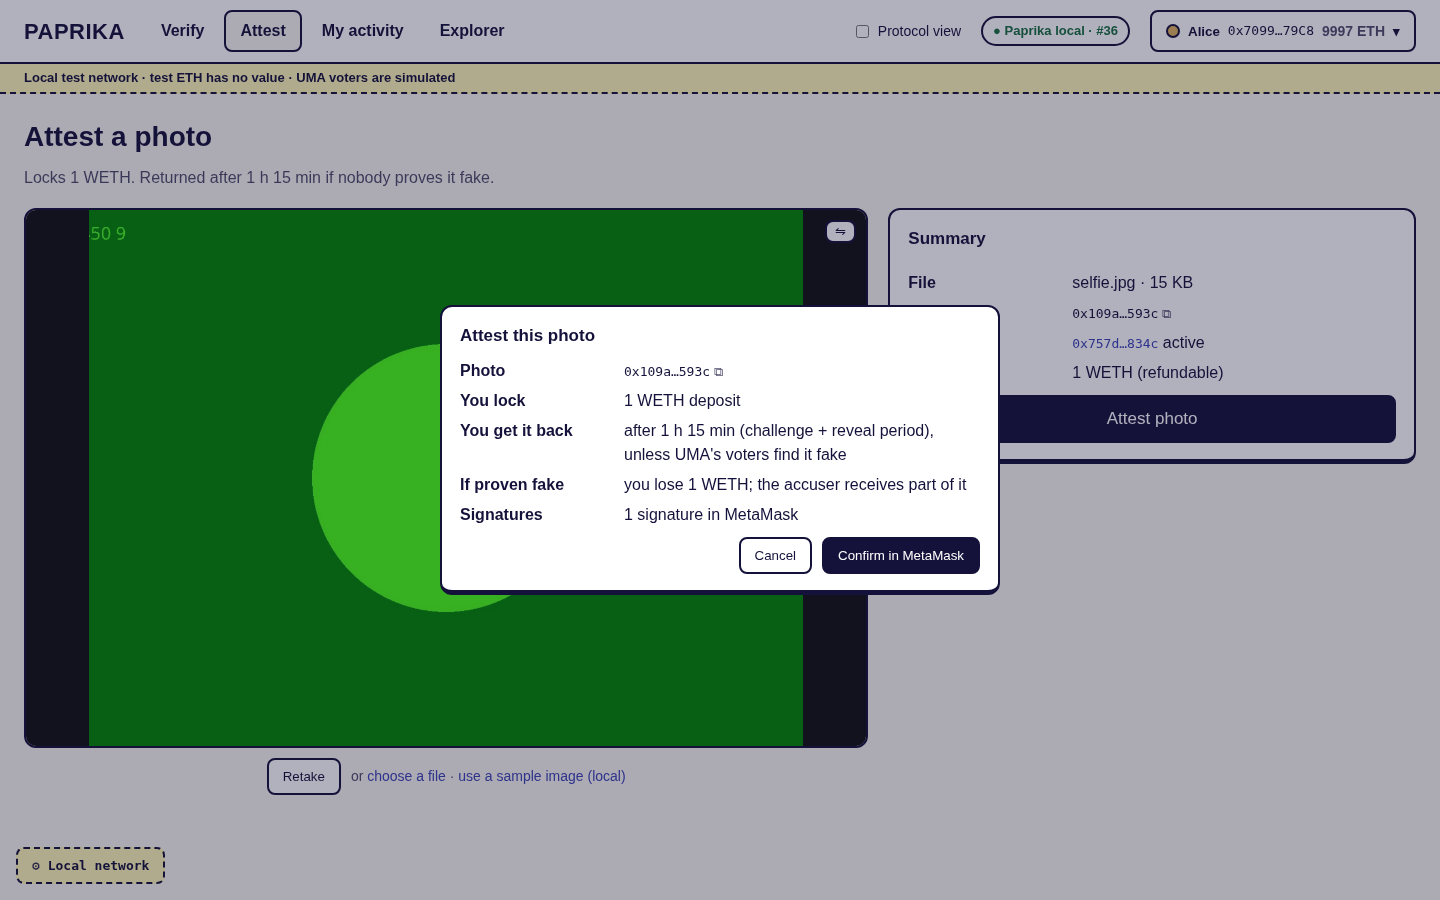 PAPRIKA Verify Attest My activity Explorer Protocol view ● Paprika local · #36 Alice 0x7099…79C8 9997 ETH ▾
Local test network · test ETH has no value · UMA voters are simulated
Attest a photo
Locks 1 WETH. Returned after 1 h 15 min if nobody proves it fake.
50 9
⇋
Summary
File selfie.jpg · 15 KB
0x109a…593c ⧉
0x757d…834c active
1 WETH (refundable)
Attest photo
Attest this photo
Photo 0x109a…593c ⧉
You lock 1 WETH deposit
You get it back after 1 h 15 min (challenge + reveal period),
unless UMA's voters find it fake
If proven fake you lose 1 WETH; the accuser receives part of it
Signatures 1 signature in MetaMask
Cancel Confirm in MetaMask
Retake or choose a file · use a sample image (local)
⚙ Local network